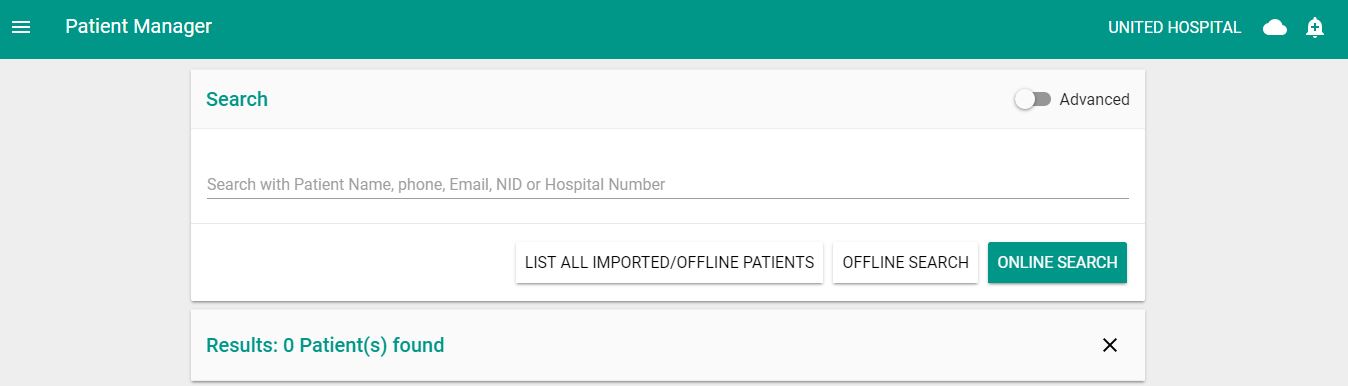 Patient Manager
UNITED HOSPITAL
Search
Advanced
Search with Patient Name, phone, Email, NID or Hospital Number
LIST ALL IMPORTED/OFFLINE PATIENTS
OFFLINE SEARCH
ONLINE SEARCH
Results: 0 Patient(s) found